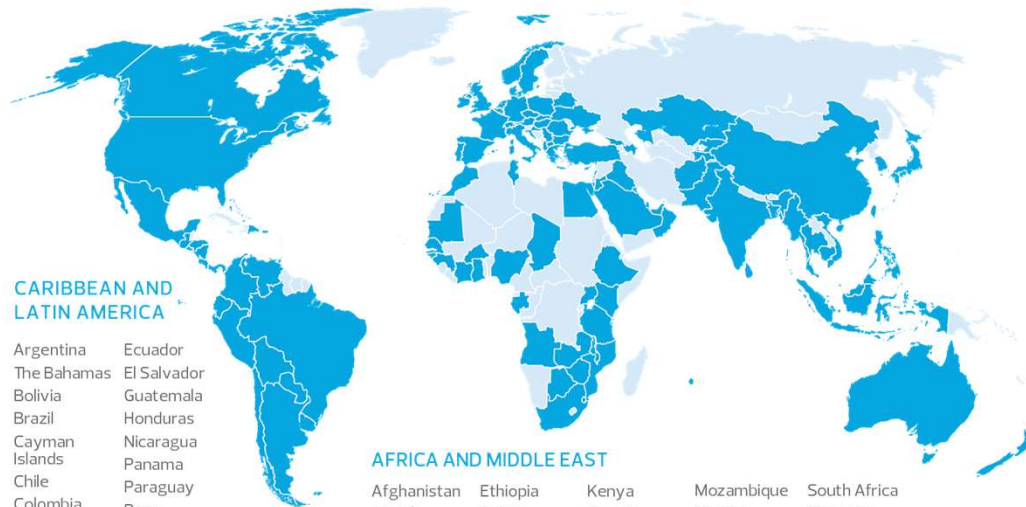 CARIBBEAN AND
LATIN AMERICA
Argentina
The Bahamas
Bolivia
Brazil
Cayman
Islands
Chile
Colombia
Ecuador
El Salvador
Guatemala
Honduras
Nicaragua
Panama
Paraguay
AFRICA AND MIDDLE EAST
Afghanistan
Ethiopia
Kenya
Mozambique
South Africa